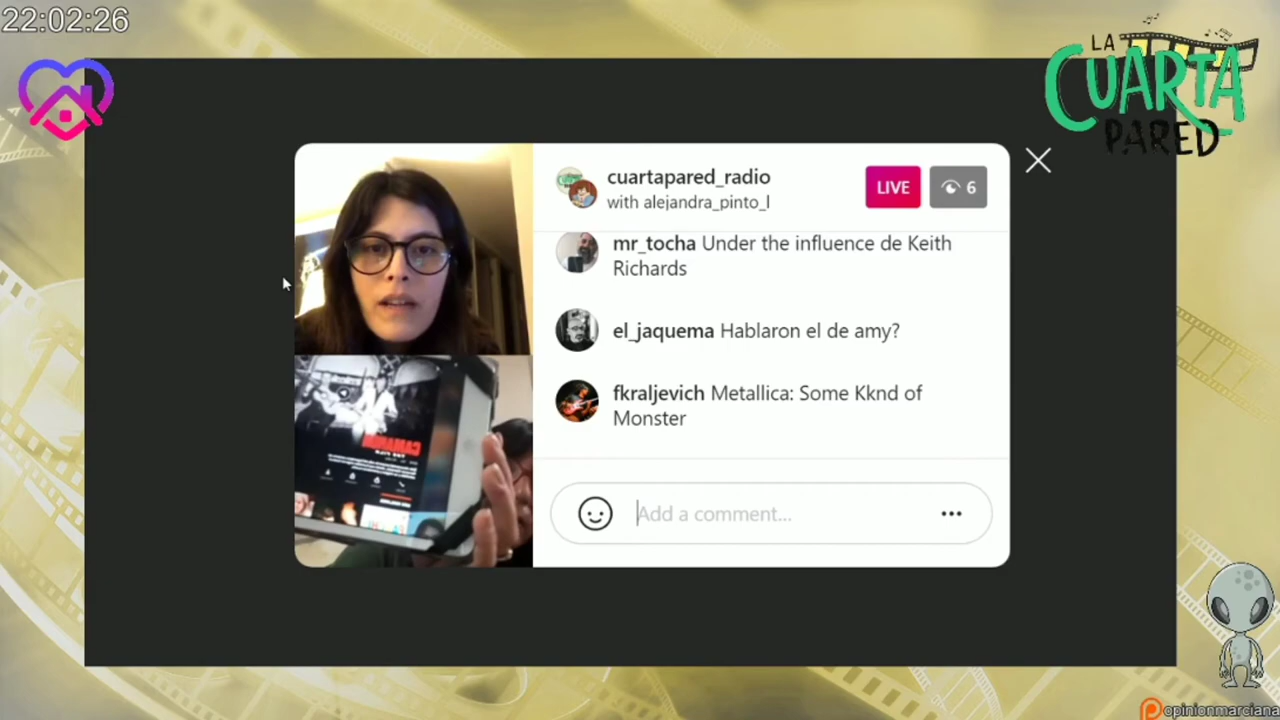 22:02:26
LA
CUARTA
PARED
cuartapared_radio
with alejandra_pinto_l
LIVE
6
mr_tocha Under the influence de Keith
Richards
el_jaquema Hablaron el de amy?
fkraljevich Metallica: Some Kknd of
Monster
Add a comment...
opinionmarciana